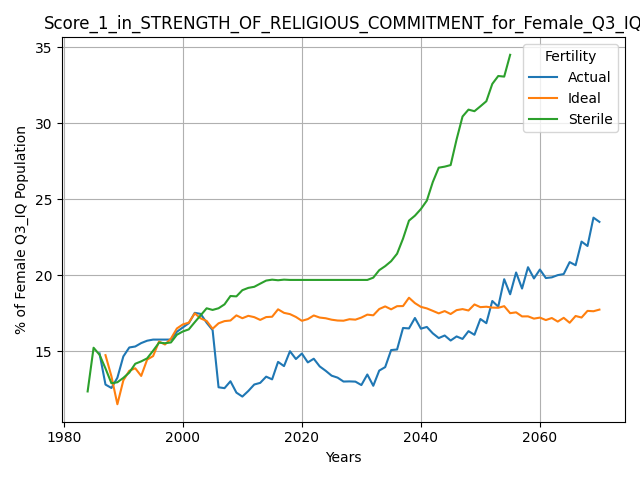 Score_1_in_STRENGTH_OF_RELIGIOUS_COMMITMENT_for_Female_Q3_IQ
35
30
25
20
15
% of Female Q3_IQ Population
1980
2000
2020
2040
2060
Years
Fertility
Actual
Ideal
Sterile